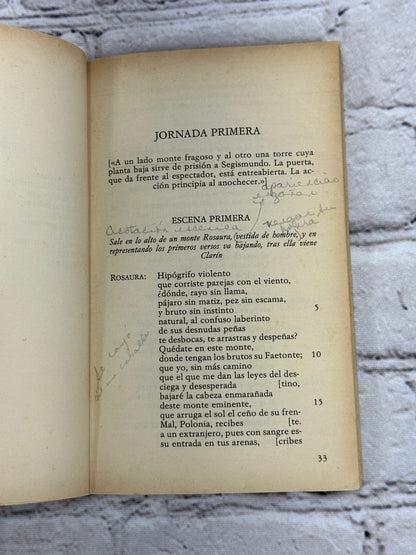 JORNADA PRIMERA
[«A un lado monte fragoso y al otro una torre cuya
planta baja sirve de prisión a Segismundo. La puerta,
que da frente al espectador, está entreabierta. La ac-
ción principia al anochecer.»]
apariencias
ESCENA PRIMERA
Acotación escénica
Sale en lo alto de un monte Rosaura, (vestida de hombre,) y en
representando los primeros versos va bajando, tras ella viene
Clarín
ROSAURA: Hipógrifo violento
que corriste parejas con el viento,
¿dónde, rayo sin llama,
pájaro sin matiz, pez sin escama,
y bruto sin instinto 5
natural, al confuso laberinto
de sus desnudas peñas
te desbocas, te arrastras y despeñas?
Quédate en este monte,
donde tengan los brutos su Faetonte; 10
que yo, sin más camino
que el que me dan las leyes del des-
ciega y desesperada [tino,
bajaré la cabeza enmarañada
deste monte eminente, 15
que arruga el sol el ceño de su fren-
Mal, Polonia, recibes [te.
a un extranjero, pues con sangre es-
su entrada en tus arenas, [cribes
33